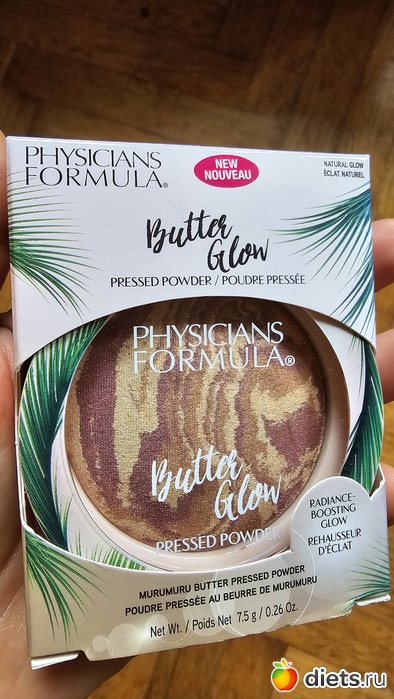 PHYSICIANS
FORMULA®
NEW
NOUVEAU
NATURAL GLOW
ÉCLAT NATUREL
Butter
Glow
PRESSED POWDER / POUDRE PRESSÉE
PHYSICIANS
FORMULA®
Butter
Glow
PRESSED POWDER
RADIANCE-
BOOSTING
GLOW
REHAUSSEUR
D'ÉCLAT
MURUMURU BUTTER PRESSED POWDER
POUDRE PRESSÉE AU BEURRE DE MURUMURU
Net Wt. / Poids Net 7.5 g / 0.26 Oz.
diets.ru